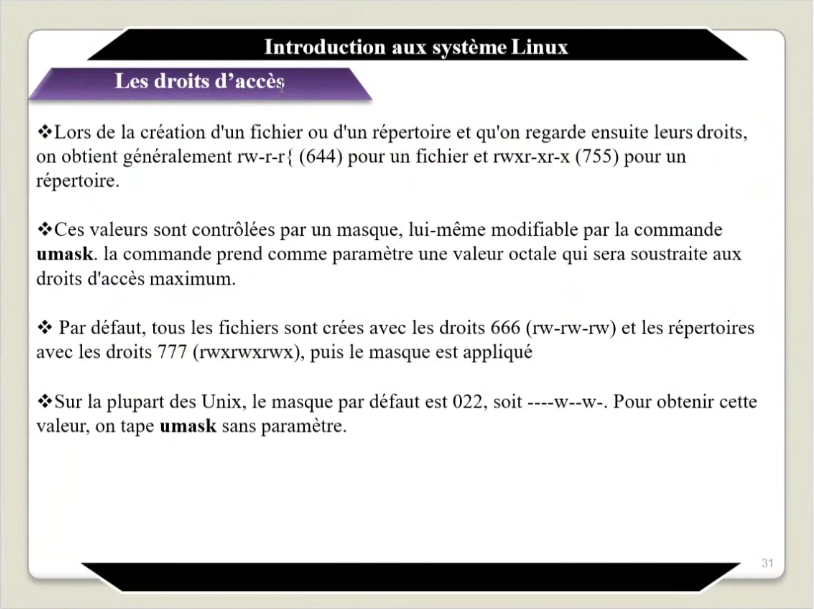 Introduction aux système Linux
Les droits d'accès
❖Lors de la création d'un fichier ou d'un répertoire et qu'on regarde ensuite leurs droits,
on obtient généralement rw-r-r{ (644) pour un fichier et rwxr-xr-x (755) pour un
répertoire.
❖Ces valeurs sont contrôlées par un masque, lui-même modifiable par la commande
umask. la commande prend comme paramètre une valeur octale qui sera soustraite aux
droits d'accès maximum.
❖ Par défaut, tous les fichiers sont crées avec les droits 666 (rw-rw-rw) et les répertoires
avec les droits 777 (rwxrwxrwx), puis le masque est appliqué
❖Sur la plupart des Unix, le masque par défaut est 022, soit ----w--w-. Pour obtenir cette
valeur, on tape umask sans paramètre.
31